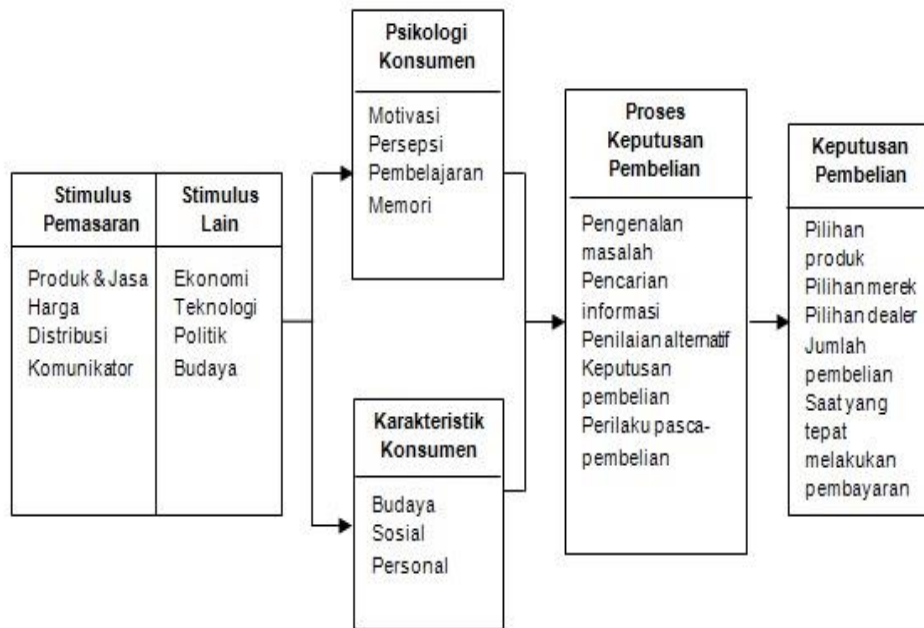 Stimulus
Pemasaran
Produk & Jasa
Harga
Distribusi
Komunikator
Stimulus
Lain
Ekonomi
Teknologi
Politik
Budaya
Psikologi
Konsumen
Motivasi
Persepsi
Pembelajaran
Memori
Karakteristik
Konsumen
Budaya
Sosial
Personal
Proses
Keputusan
Pembelian
Pengenalan
masalah
Pencarian
informasi
Penilaian alternatif
Keputusan
pembelian
Perilaku pasca-
pembelian
Keputusan
Pembelian
Pilihan
produk
Pilihan merek
Pilihan dealer
Jumlah
pembelian
Saat yang
tepat
melakukan
pembayaran